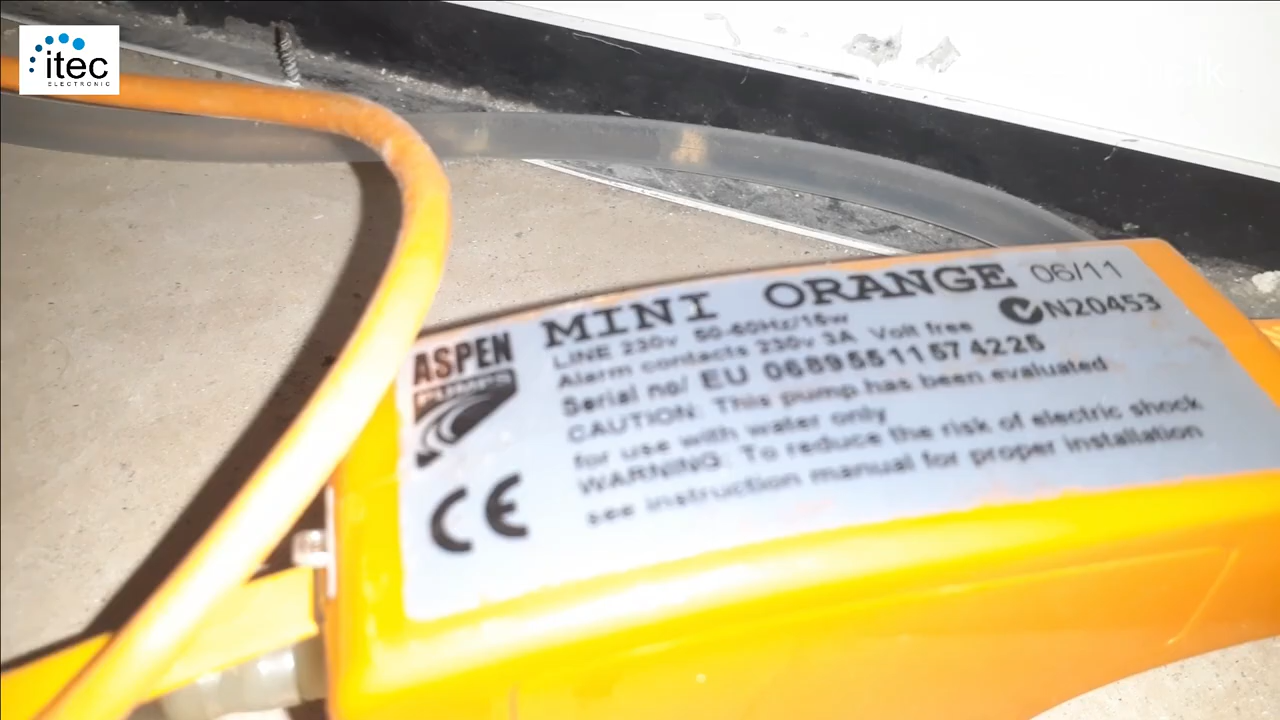 itec
ELECTRONIC
MINI ORANGE 06/11
ASPEN
PUMPS
LINE 230v 50-60Hz/16w
N20453
Alarm contacts 230v 3A Volt free
Serial no/ EU 06895511574225
CAUTION: This pump has been evaluated
for use with water only
WARNING: To reduce the risk of electric shock
see instruction manual for proper installation
CE